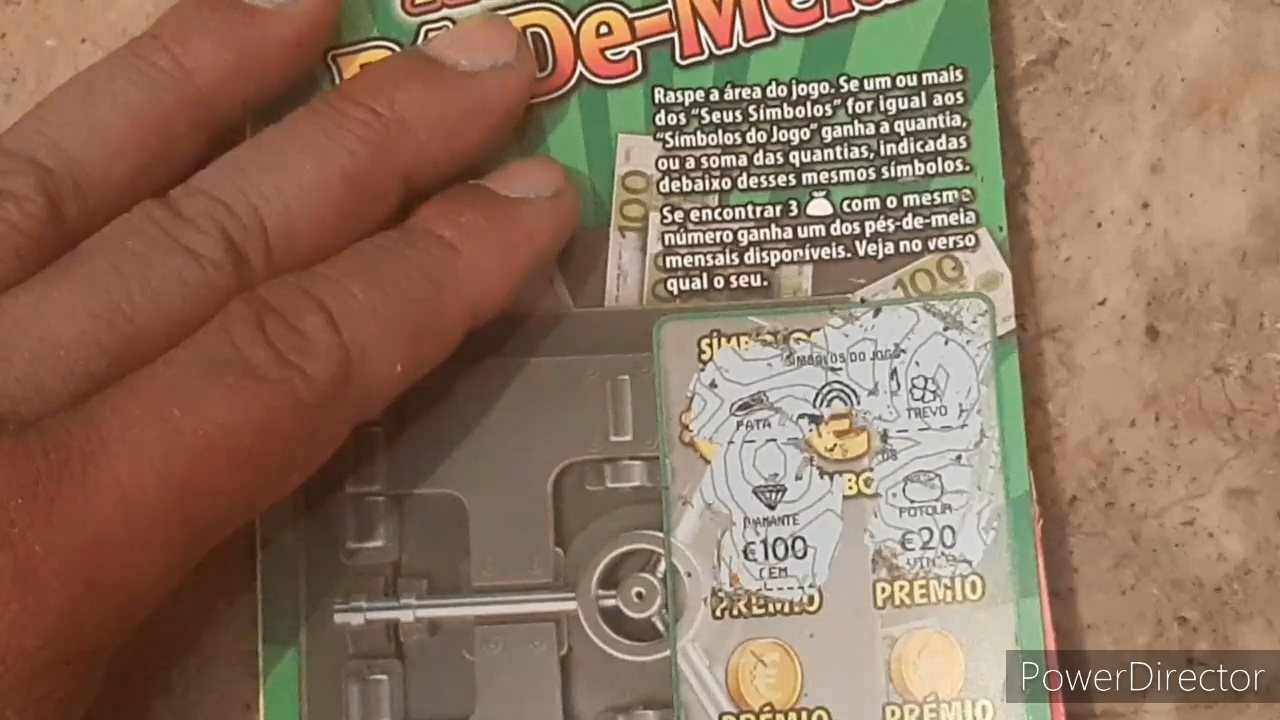 De-Meia
Raspe a área do jogo. Se um ou mais
dos "Seus Símbolos" for igual aos
"Símbolos do Jogo" ganha a quantia,
ou a soma das quantias, indicadas
debaixo desses mesmos símbolos.
Se encontrar 3 com o mesmo
número ganha um dos pés-de-meia
mensais disponíveis. Veja no verso
qual o seu.
100
100
SÍMBOLOS DO JOGO
PATA
TREVO
DIAMANTE
€100
CEM
€20
PRÉMIO
PRÉMIO
PRÉMIO
PRÉMIO
PowerDirector